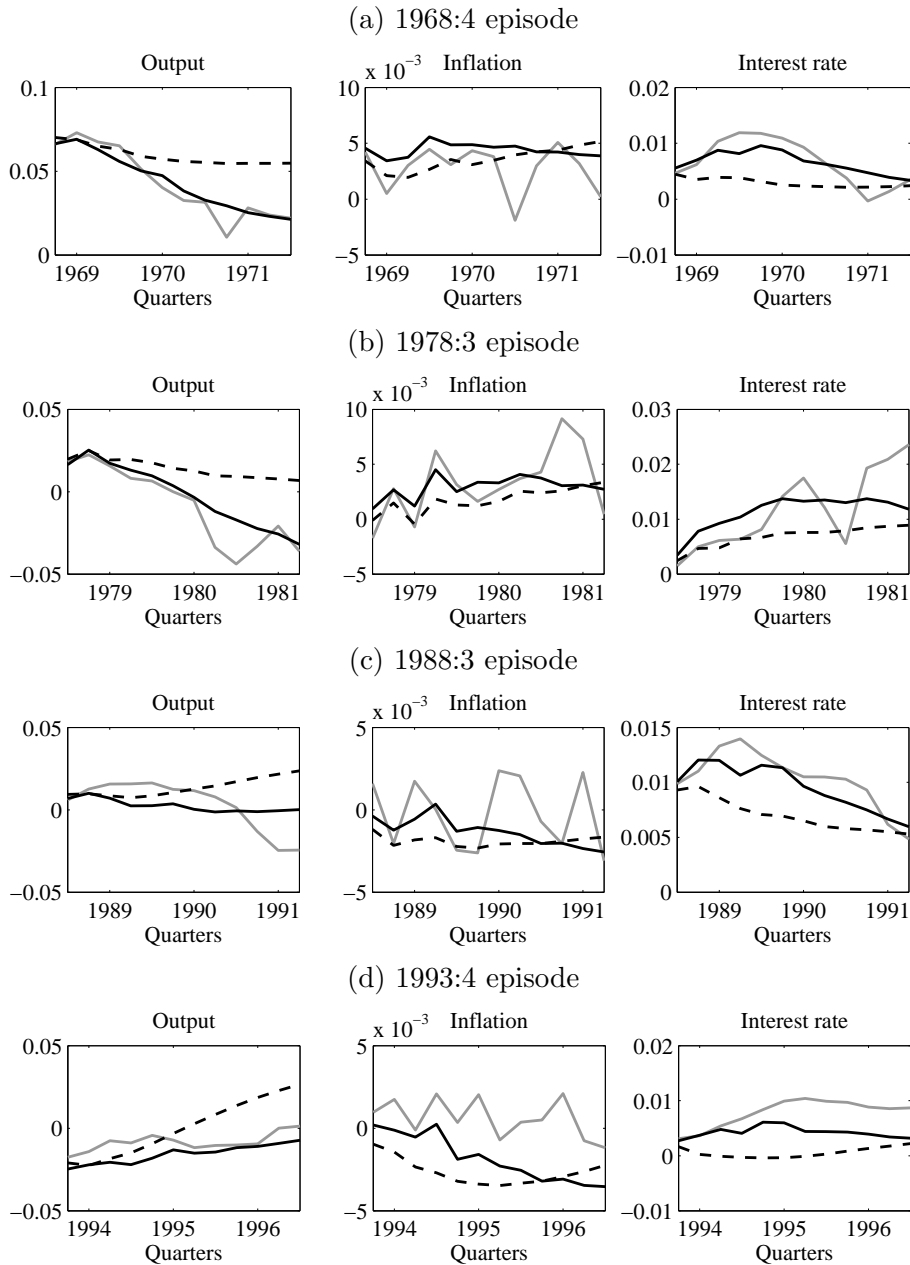 (a) 1968:4 episode
Output
x 10⁻³ Inflation
Interest rate
0.1
0.05
0
10
5
0
−5
0.02
0.01
0
−0.01
1969 1970 1971
1969 1970 1971
1969 1970 1971
Quarters
Quarters
Quarters
(b) 1978:3 episode
Output
x 10⁻³ Inflation
Interest rate
0.05
0
−0.05
10
5
0
−5
0.03
0.02
0.01
0
1979 1980 1981
1979 1980 1981
1979 1980 1981
Quarters
Quarters
Quarters
(c) 1988:3 episode
Output
x 10⁻³ Inflation
Interest rate
0.05
0
−0.05
5
0
−5
0.015
0.01
0.005
0
1989 1990 1991
1989 1990 1991
1989 1990 1991
Quarters
Quarters
Quarters
(d) 1993:4 episode
Output
x 10⁻³ Inflation
Interest rate
0.05
0
−0.05
5
0
−5
0.02
0.01
0
−0.01
1994 1995 1996
1994 1995 1996
1994 1995 1996
Quarters
Quarters
Quarters